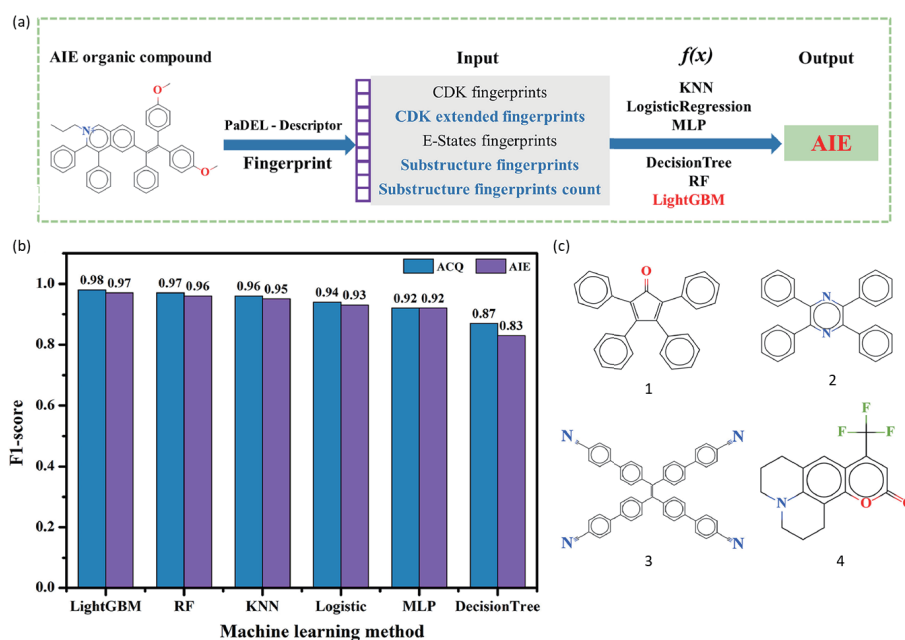 (a)
AIE organic compound
O
N
+
O
PaDEL - Descriptor
Fingerprint
Input
CDK fingerprints
CDK extended fingerprints
E-States fingerprints
Substructure fingerprints
Substructure fingerprints count
f(x)
KNN
LogisticRegression
MLP
DecisionTree
RF
LightGBM
Output
AIE
(b)
ACQ AIE
1.0
0.8
0.6
0.4
0.2
0.0
F1-score
0.98 0.97
0.97 0.96
0.96 0.95
0.94 0.93
0.92 0.92
0.87 0.83
LightGBM RF KNN Logistic MLP DecisionTree
Machine learning method
(c)
O
1
N
N
2
N N
N N
3
F
F F
N O O
4